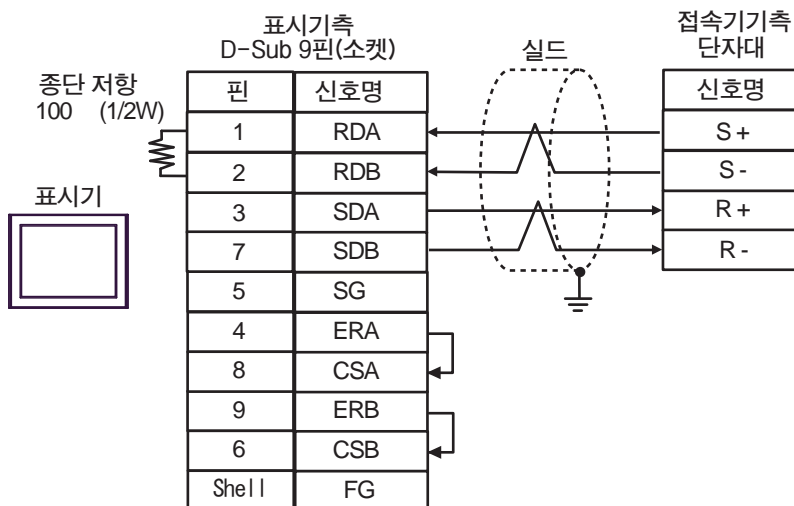 표시기측
D-Sub 9핀(소켓)
실드
접속기기측
단자대
종단 저항
100 (1/2W)
표시기
핀 신호명 신호명
1 RDA S+
2 RDB S-
3 SDA R+
7 SDB R-
5 SG
4 ERA
8 CSA
9 ERB
6 CSB
Shell FG